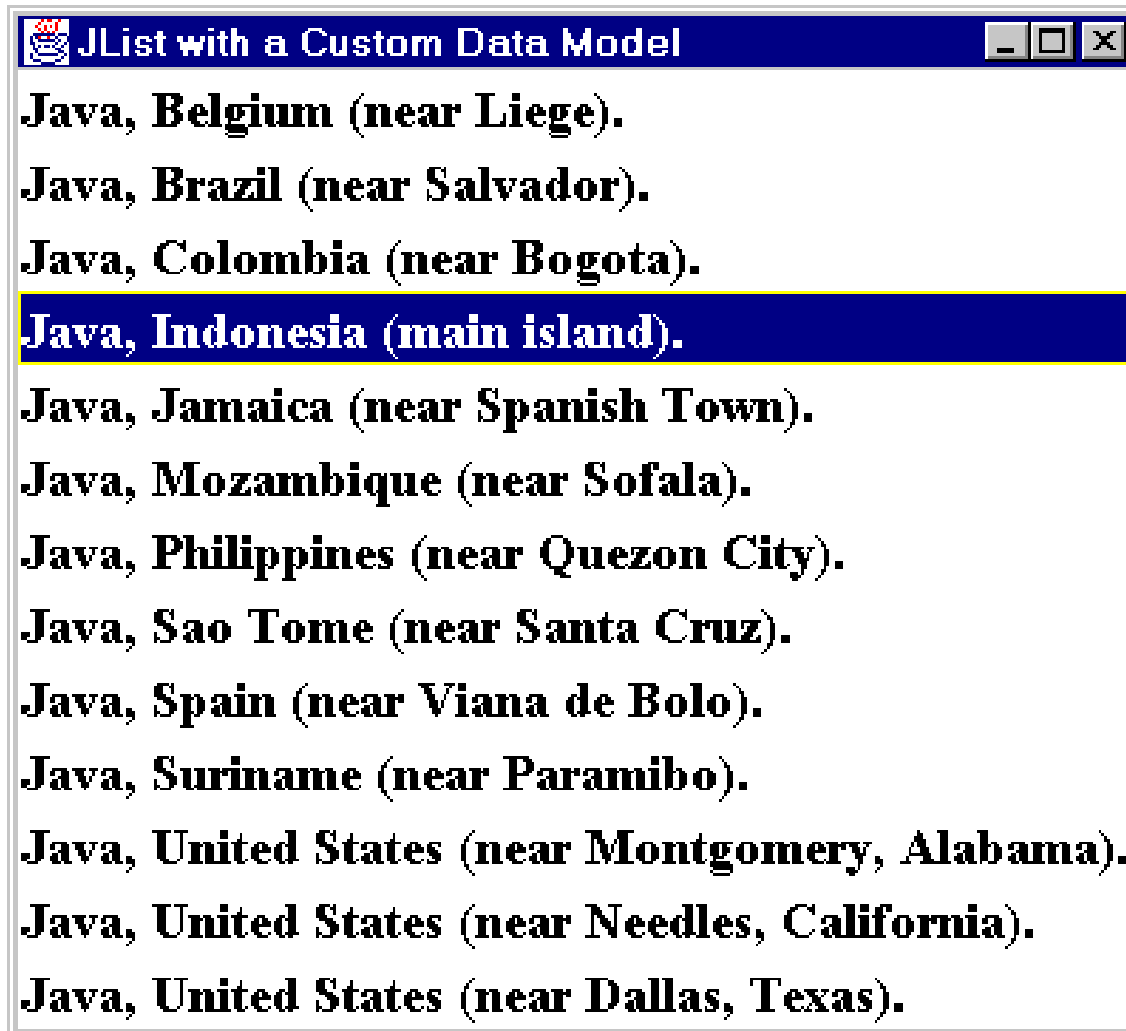 JList with a Custom Data Model
Java, Belgium (near Liege).
Java, Brazil (near Salvador).
Java, Colombia (near Bogota).
Java, Indonesia (main island).
Java, Jamaica (near Spanish Town).
Java, Mozambique (near Sofala).
Java, Philippines (near Quezon City).
Java, Sao Tome (near Santa Cruz).
Java, Spain (near Viana de Bolo).
Java, Suriname (near Paramibo).
Java, United States (near Montgomery, Alabama).
Java, United States (near Needles, California).
Java, United States (near Dallas, Texas).